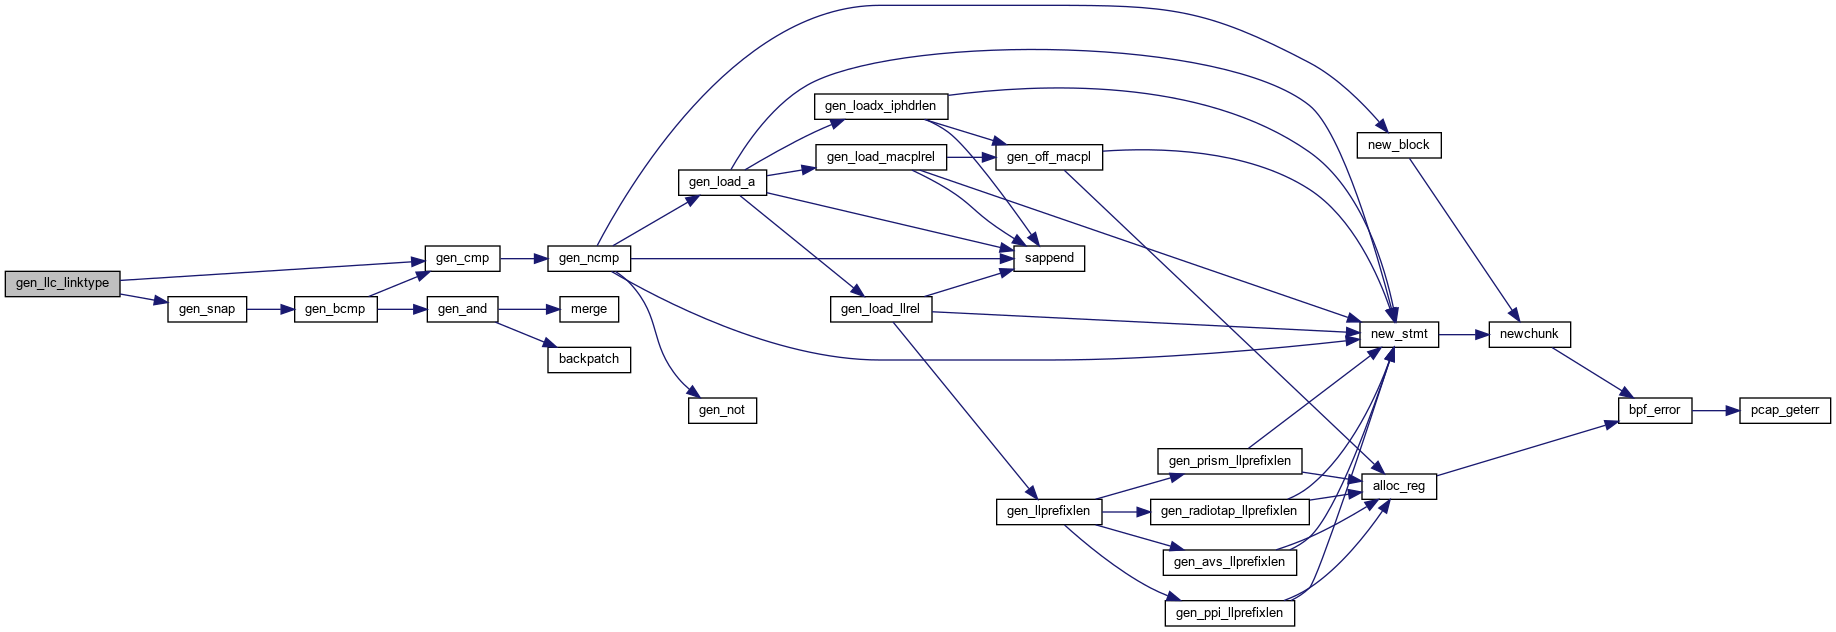 gen_llc_linktype
gen_snap
gen_cmp
gen_bcmp
gen_and
gen_ncmp
merge
backpatch
gen_load_a
gen_not
gen_loadx_iphdrlen
gen_load_macplrel
gen_load_llrel
gen_off_macpl
sappend
gen_llprefixlen
gen_prism_llprefixlen
gen_radiotap_llprefixlen
gen_avs_llprefixlen
gen_ppi_llprefixlen
new_block
new_stmt
alloc_reg
newchunk
bpf_error
pcap_geterr